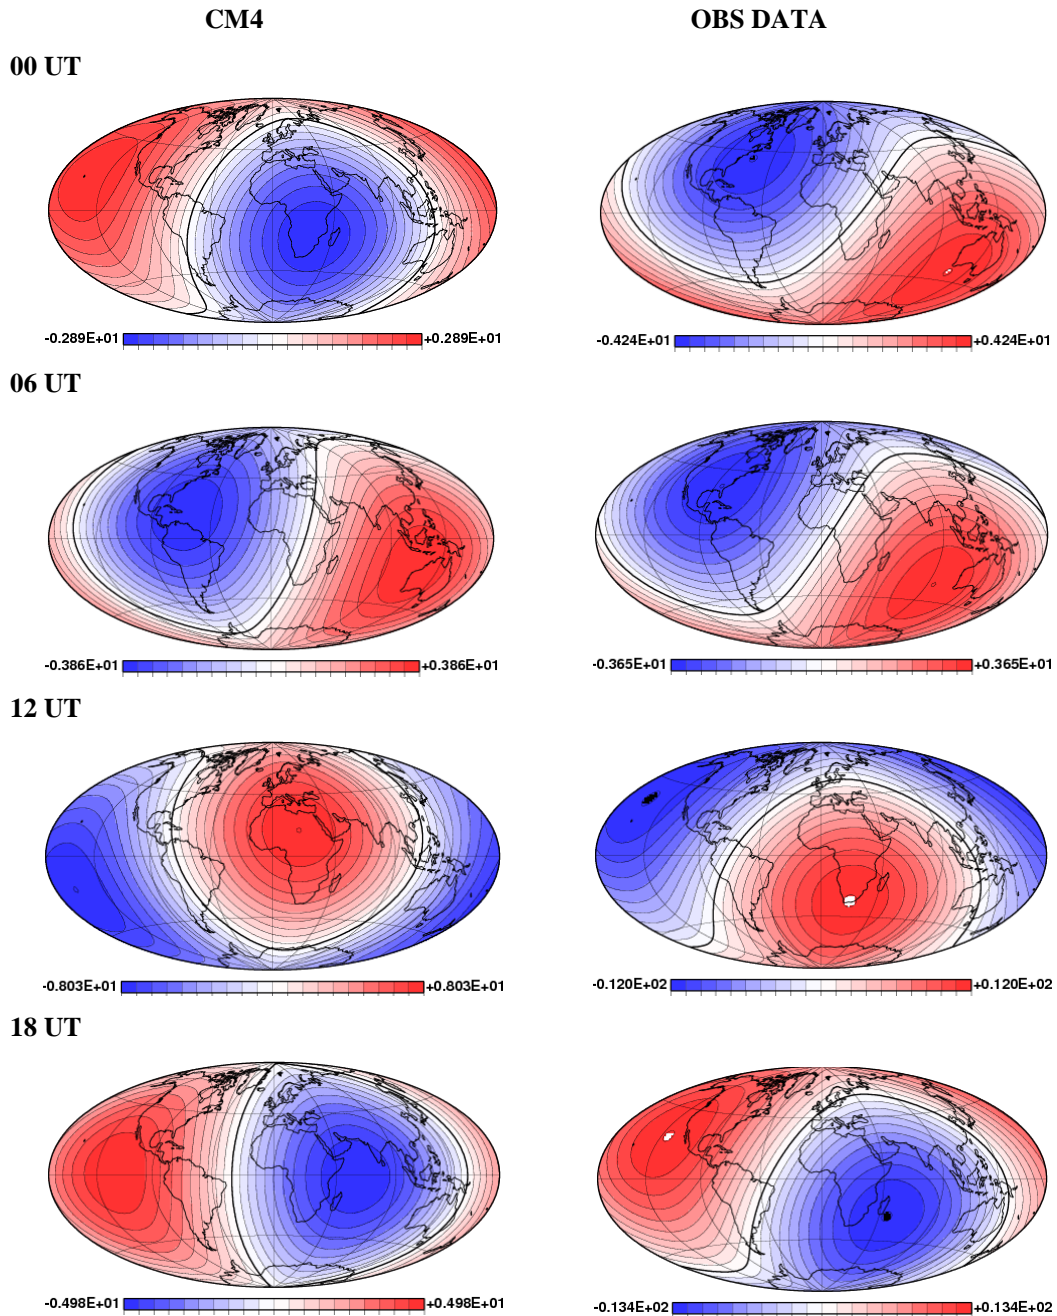 CM4 OBS DATA
00 UT
-0.289E+01 +0.289E+01 -0.424E+01 +0.424E+01
06 UT
-0.386E+01 +0.386E+01 -0.365E+01 +0.365E+01
12 UT
-0.803E+01 +0.803E+01 -0.120E+02 +0.120E+02
18 UT
-0.498E+01 +0.498E+01 -0.134E+02 +0.134E+02